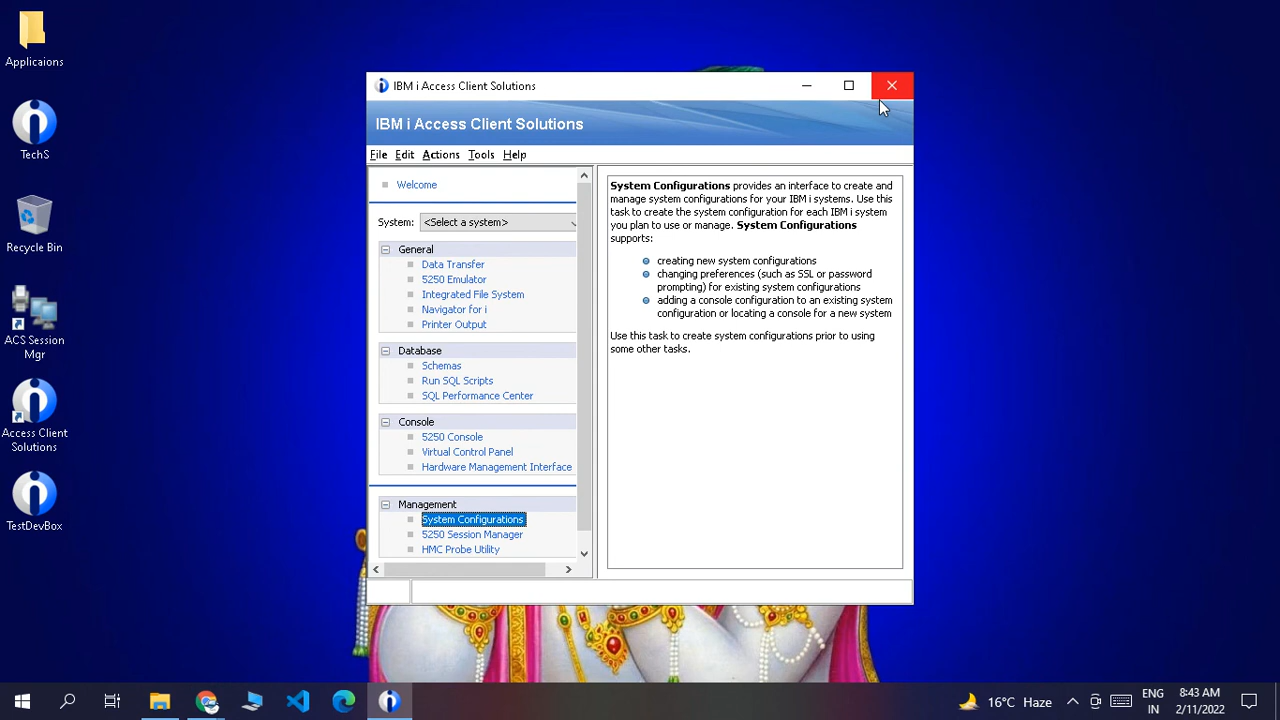 Applicaions
TechS
Recycle Bin
ACS Session
Mgr
Access Client
Solutions
TestDevBox
IBM i Access Client Solutions
IBM i Access Client Solutions
File Edit Actions Tools Help
Welcome
System: <Select a system>
General
Data Transfer
5250 Emulator
Integrated File System
Navigator for i
Printer Output
Database
Schemas
Run SQL Scripts
SQL Performance Center
Console
5250 Console
Virtual Control Panel
Hardware Management Interface
Management
System Configurations
5250 Session Manager
HMC Probe Utility
System Configurations provides an interface to create and
manage system configurations for your IBM i systems. Use this
task to create the system configuration for each IBM i system
you plan to use or manage. System Configurations
supports:
creating new system configurations
changing preferences (such as SSL or password
prompting) for existing system configurations
adding a console configuration to an existing system
configuration or locating a console for a new system
Use this task to create system configurations prior to using
some other tasks.
16°C Haze
ENG
IN
8:43 AM
2/11/2022